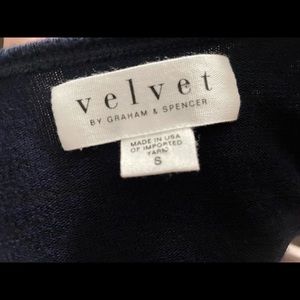 velvet
BY GRAHAM & SPENCER
MADE IN USA
OF IMPORTED
YARN
S